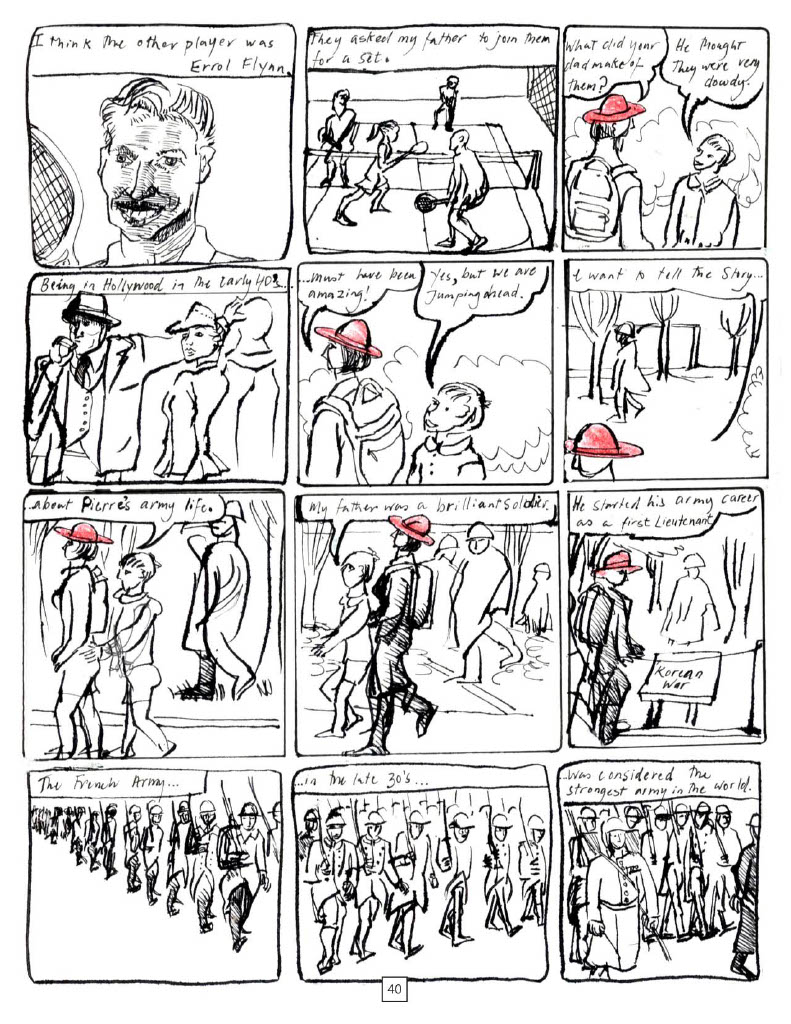 I think the other player was
Errol Flynn.
They asked my father to join them
for a set.
What did your
dad make of
them?
He thought
They were very
dowdy.
Being in Hollywood in the early 40s...
...must have been
amazing!
Yes, but we are
Jumping ahead.
I want to tell the Story...
...about Pierre's army life.
My father was a brilliant Soldier.
He started his army career
as a first Lieutenant
Korean
War
The French Army...
...in the late 30's...
...was considered the
strongest army in the world.
40